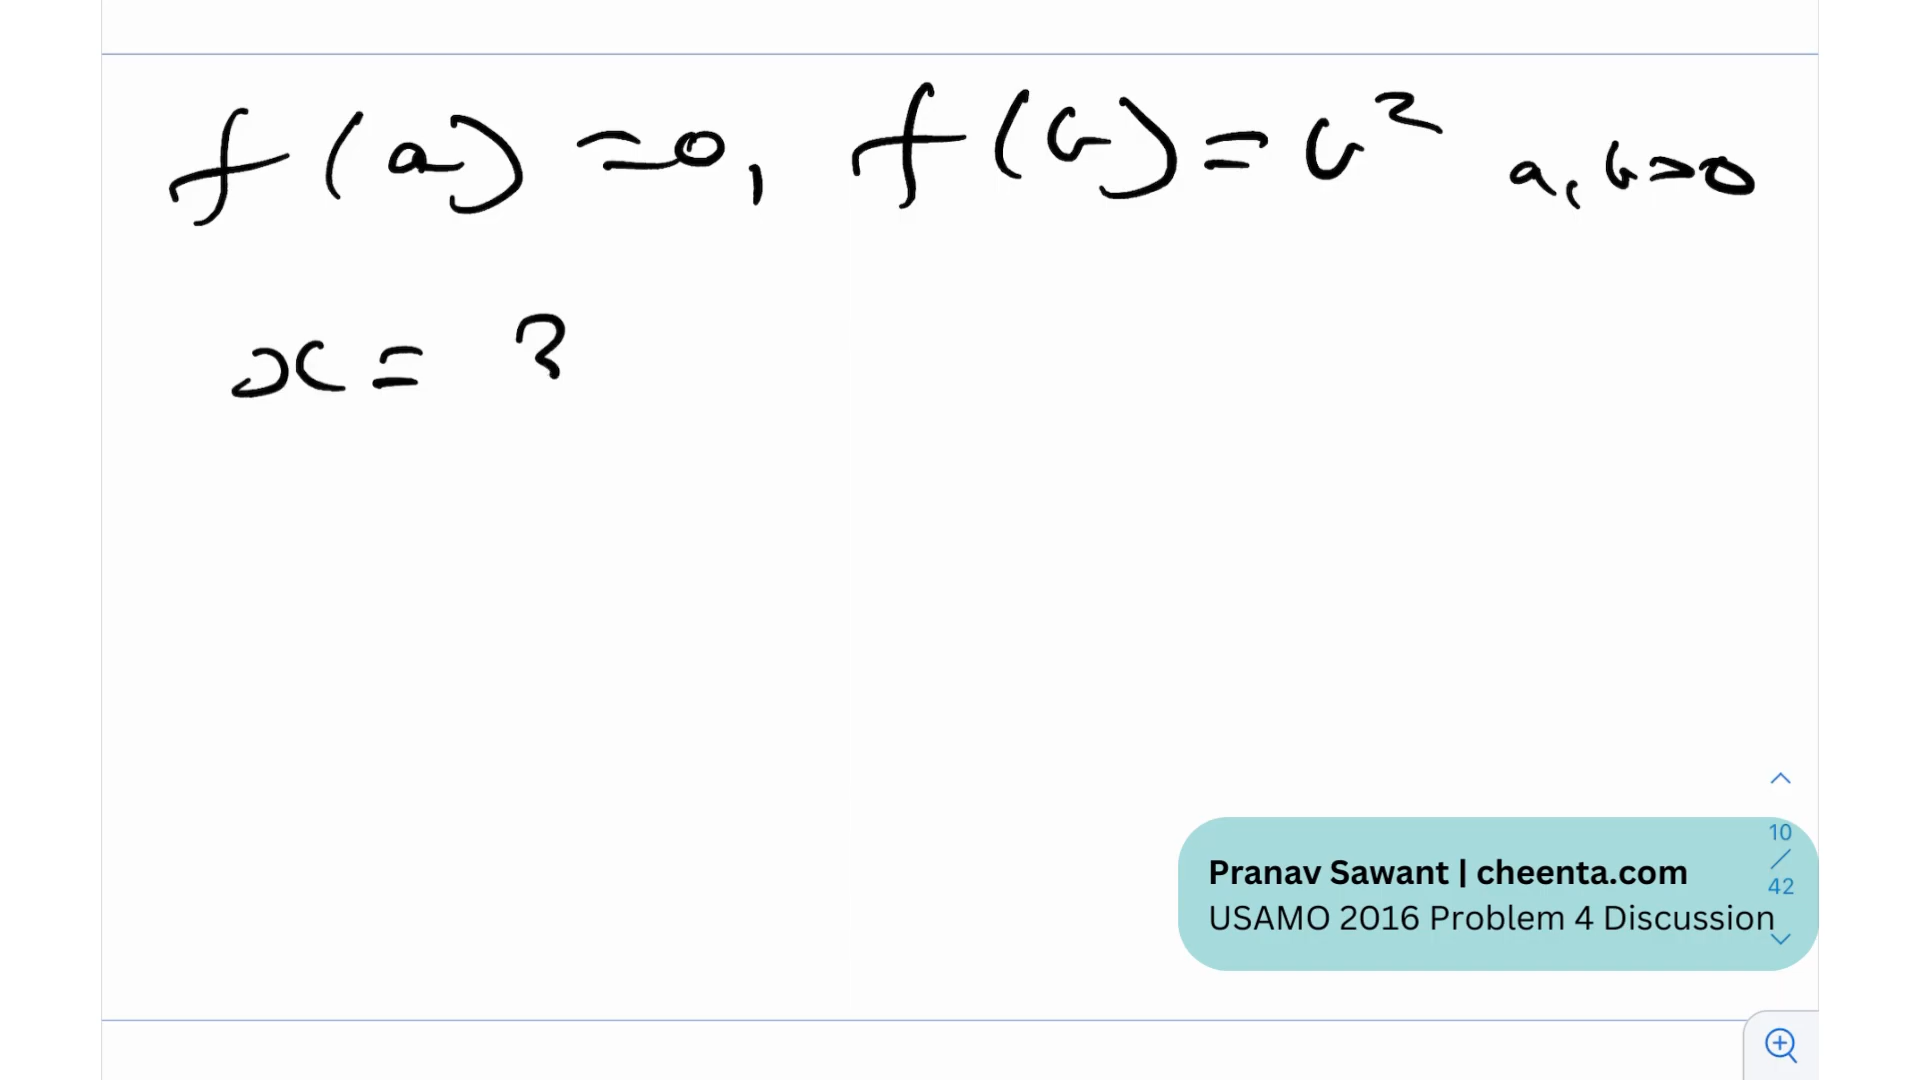 f(a)=0, f(b)=b² a,b>0
x= ?
10
/
42
Pranav Sawant | cheenta.com
USAMO 2016 Problem 4 Discussion